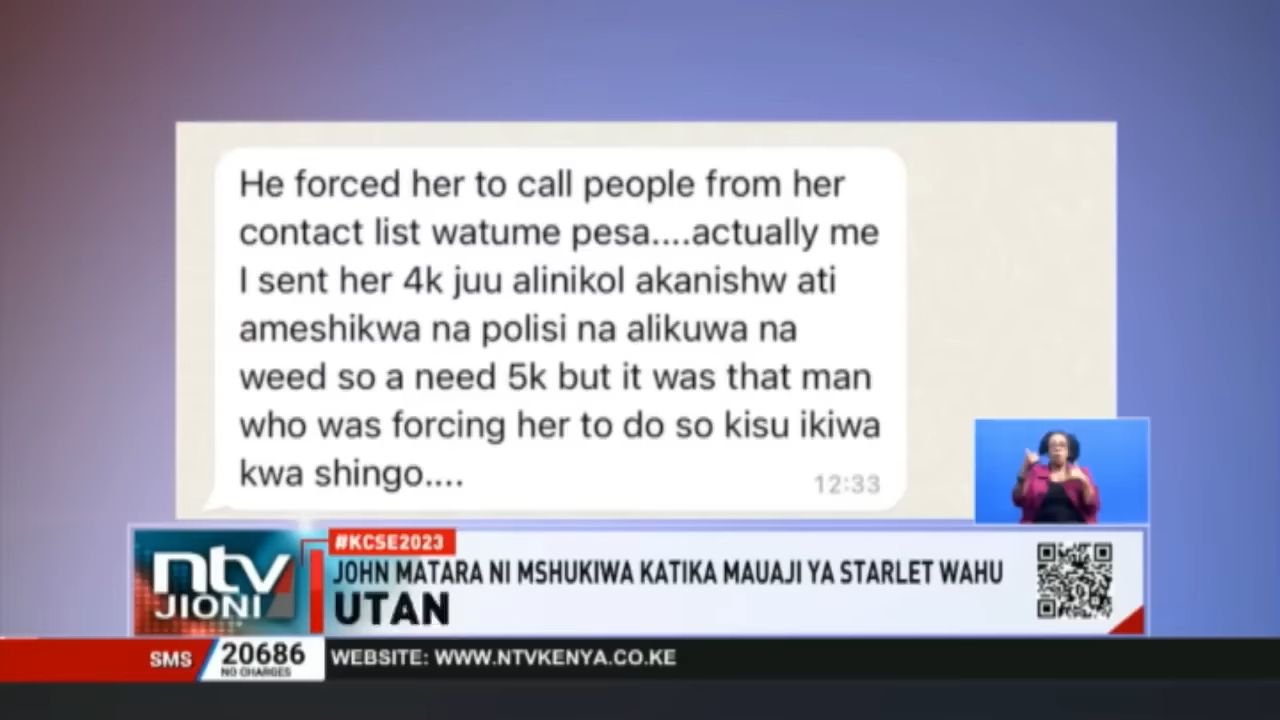 He forced her to call people from her
contact list watume pesa....actually me
I sent her 4k juu alinikol akanishw ati
ameshikwa na polisi na alikuwa na
weed so a need 5k but it was that man
who was forcing her to do so kisu ikiwa
kwa shingo....
12:33
#KCSE2023
ntv
JIONI
JOHN MATARA NI MSHUKIWA KATIKA MAUAJI YA STARLET WAHU
UTAN
SMS 20686
NO CHARGES
WEBSITE: WWW.NTVKENYA.CO.KE